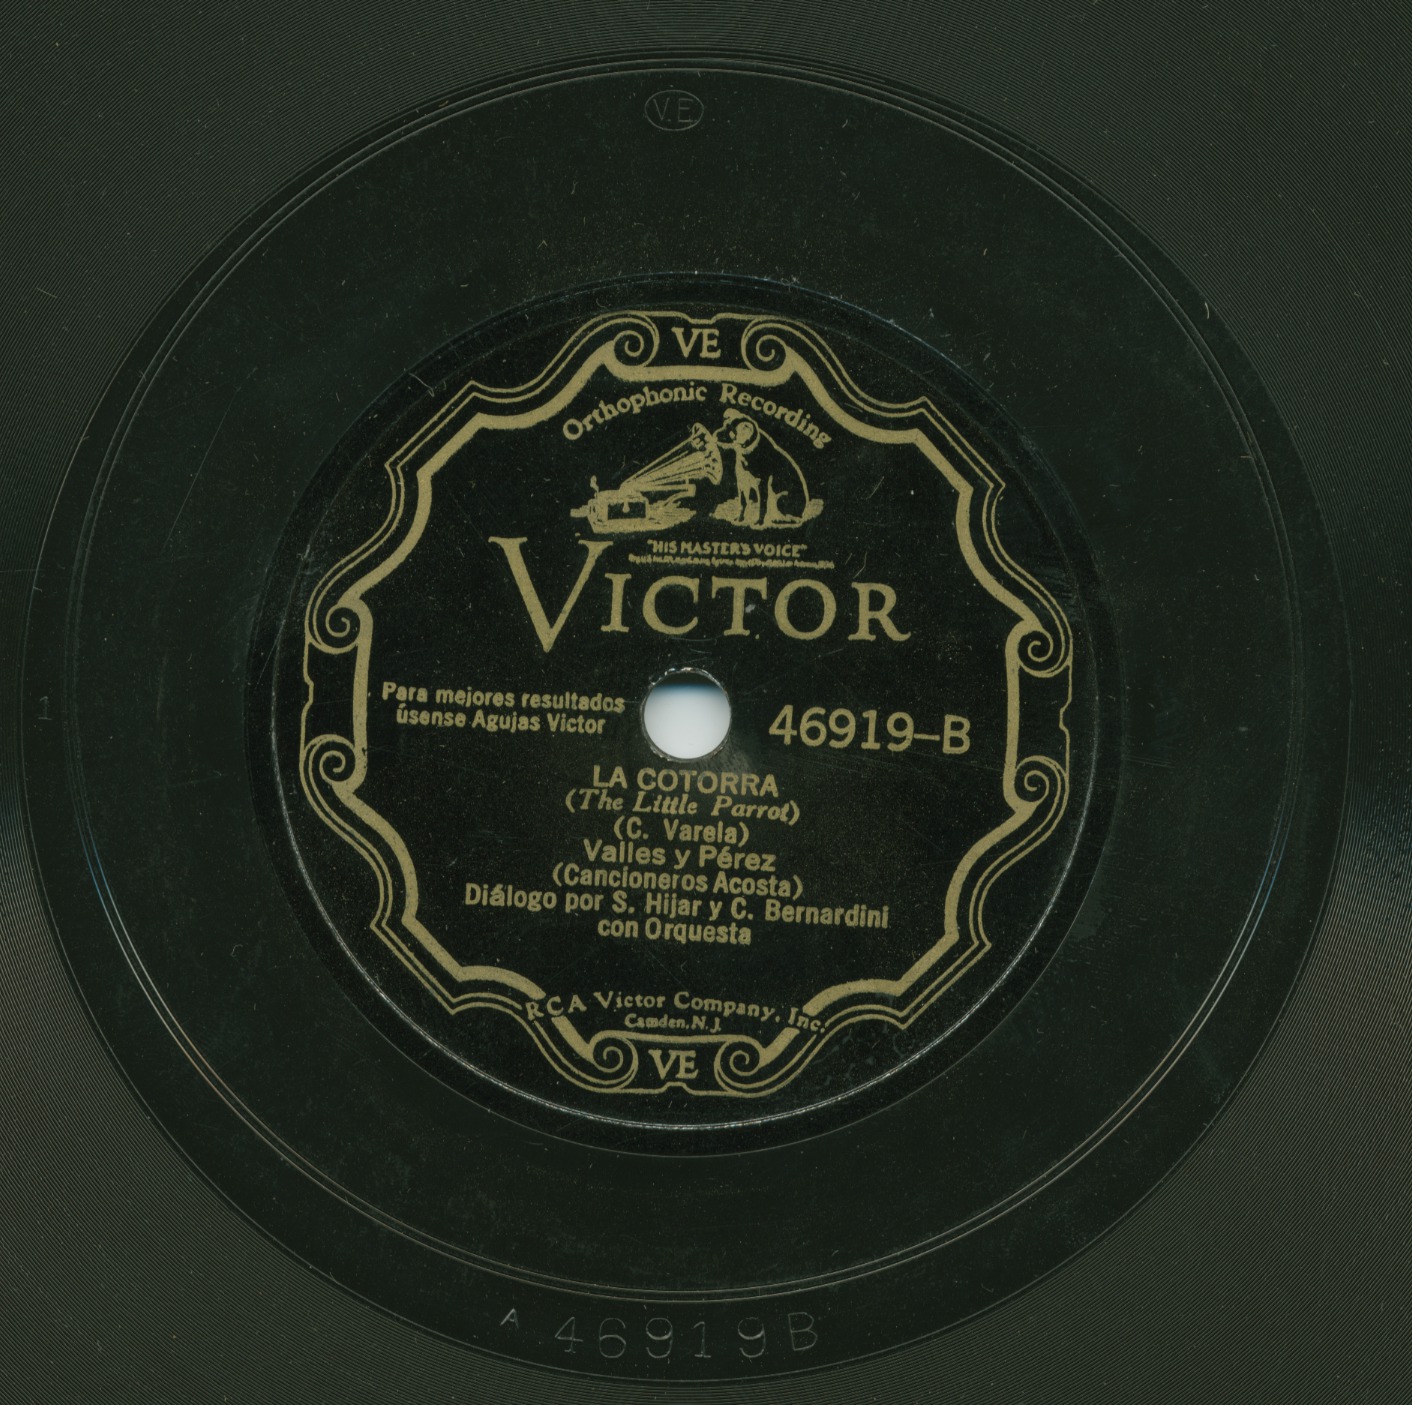 V.E.
VE
Orthophonic Recording
"HIS MASTER'S VOICE"
VICTOR
Para mejores resultados
úsense Agujas Victor
46919-B
LA COTORRA
(The Little Parrot)
(C. Varela)
Valles y Pérez
(Cancioneros Acosta)
Diálogo por S. Hijar y C. Bernardini
con Orquesta
RCA Victor Company, Inc.
Camden, N.J.
VE
1
A 46919B